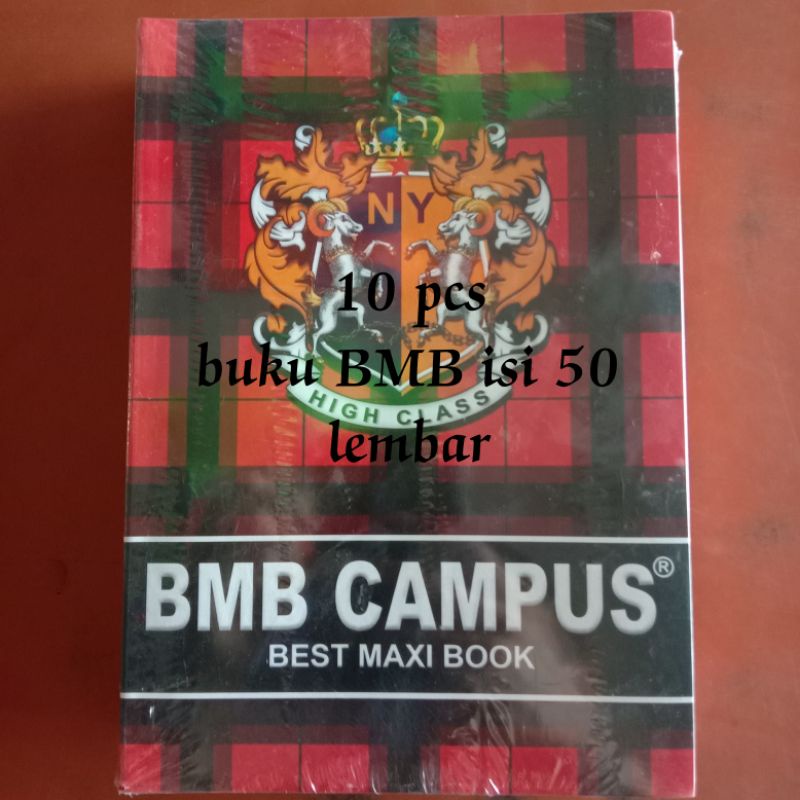 NY
10 pcs
buku BMB isi 50
lembar
HIGH CLASS
BMB CAMPUS®
BEST MAXI BOOK